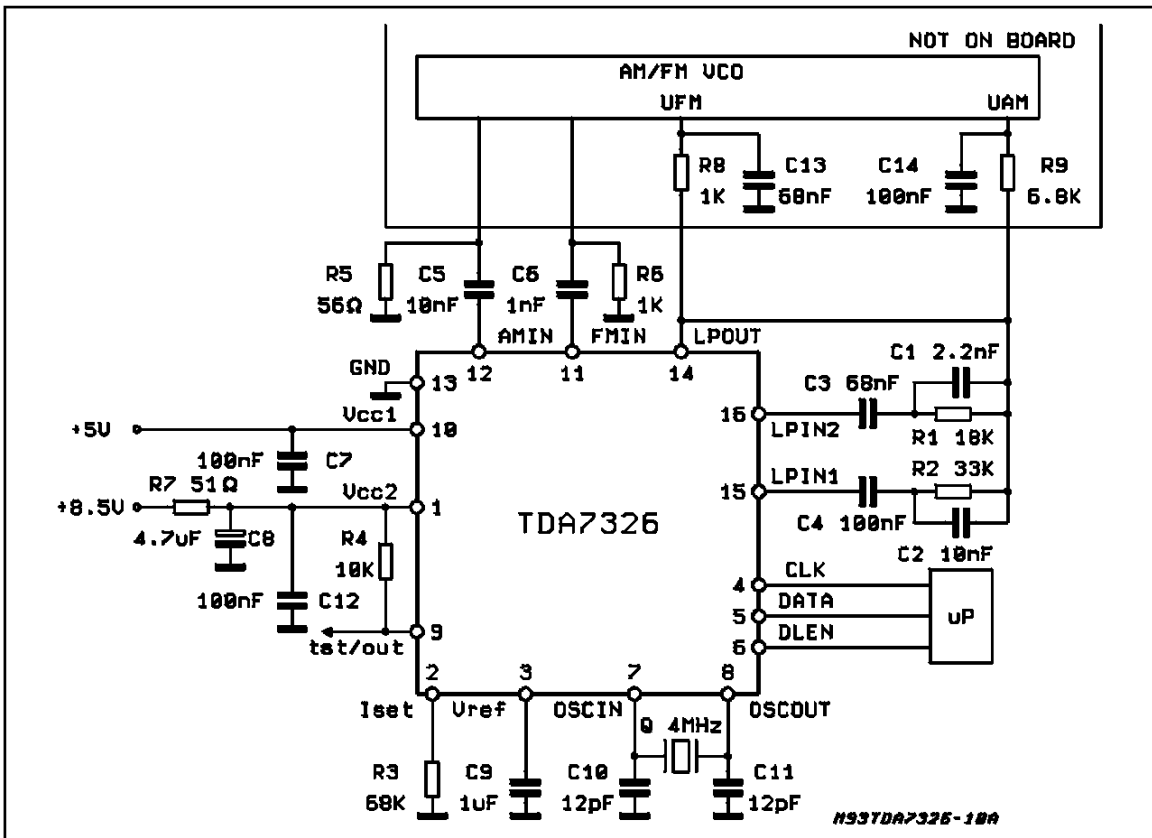 NOT ON BOARD
AM/FM VCO
UFM
UAM
R8
1K
C13
68nF
C14
100nF
R9
6.8K
R5
56Ω
C5
10nF
C6
1nF
R6
1K
AMIN
FMIN
LPOUT
GND
13
12
11
14
C1 2.2nF
C3 68nF
16
LPIN2
R1 10K
R2 33K
LPIN1
15
C4 100nF
C2 10nF
+5V
Vcc1
10
100nF
C7
R7 51Ω
+8.5V
Vcc2
1
4.7uF
C8
R4
10K
100nF
C12
tst/out
9
TDA7326
4
CLK
5
DATA
6
DLEN
uP
2
3
7
8
Iset
Vref
OSCIN
OSCOUT
Q 4MHz
R3
68K
C9
1uF
C10
12pF
C11
12pF
M93TDA7326-10A